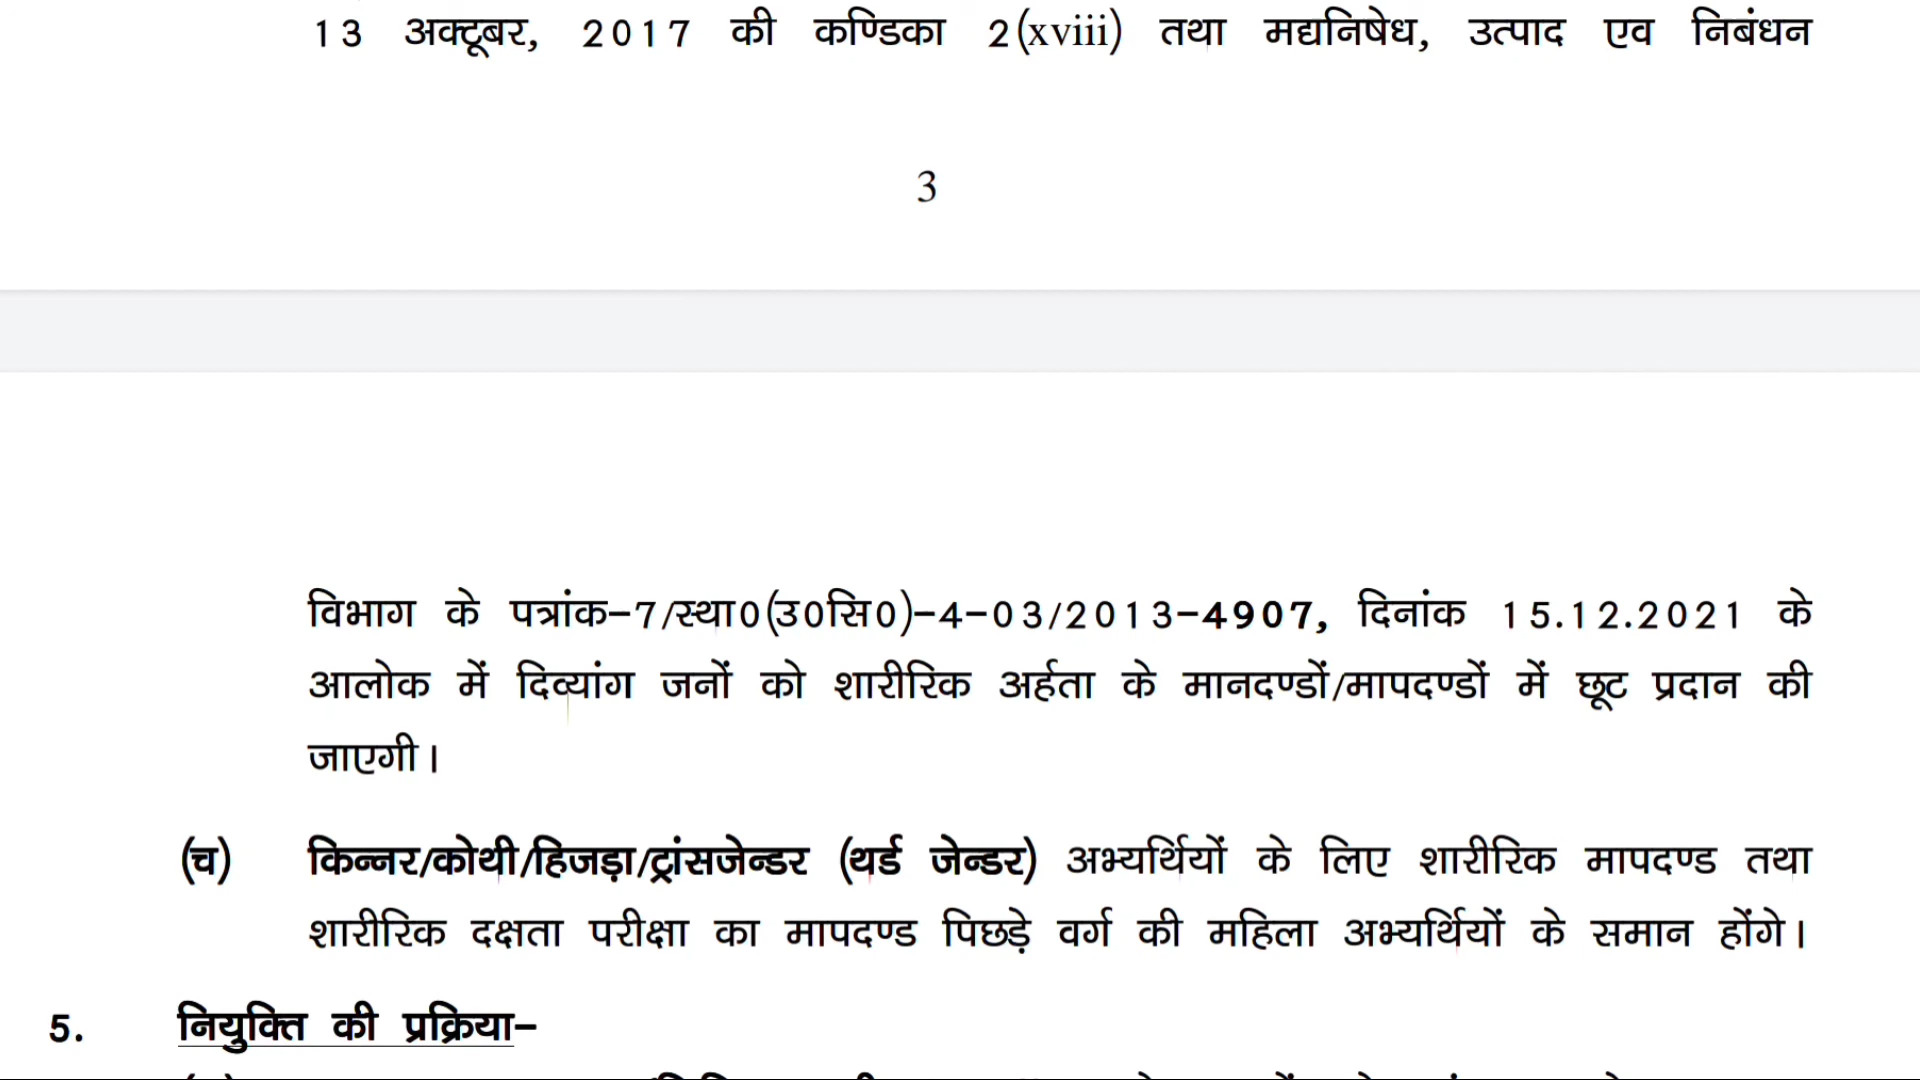 13 अक्टूबर, 2017 की कण्डिका 2(xviii) तथा मद्यनिषेध, उत्पाद एव निबंधन
3
विभाग के पत्रांक–7/स्था0(उ0सि0)–4–03/2013–4907, दिनांक 15.12.2021 के
आलोक में दिव्यांग जनों को शारीरिक अर्हता के मानदण्डों/मापदण्डों में छूट प्रदान की
जाएगी।
(च) किन्नर/कोथी/हिजड़ा/ट्रांसजेन्डर (थर्ड जेन्डर) अभ्यर्थियों के लिए शारीरिक मापदण्ड तथा
शारीरिक दक्षता परीक्षा का मापदण्ड पिछड़े वर्ग की महिला अभ्यर्थियों के समान होंगे।
5. नियुक्ति की प्रक्रिया–